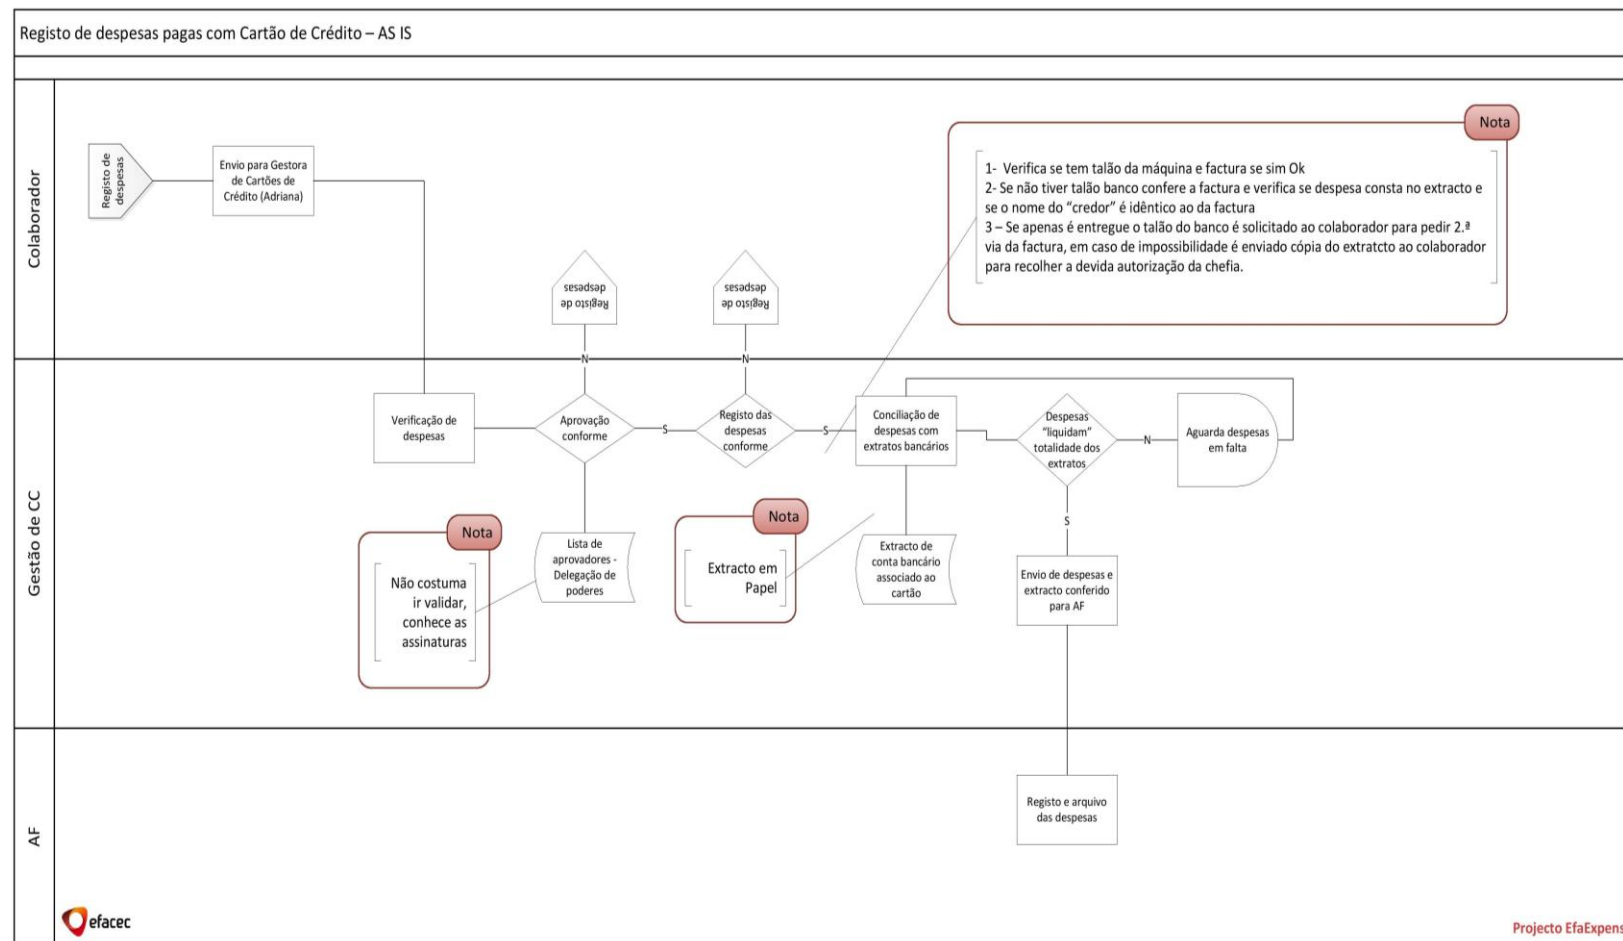 Registo de despesas pagas com Cartão de Crédito – AS IS
Colaborador
Registo de
despesas
Envio para Gestora
de Cartões de
Crédito (Adriana)
Nota
1- Verifica se tem talão da máquina e factura se sim Ok
2- Se não tiver talão banco confere a factura e verifica se despesa consta no extracto e
se o nome do “credor” é idêntico ao da factura
3 – Se apenas é entregue o talão do banco é solicitado ao colaborador para pedir 2.ª
via da factura, em caso de impossibilidade é enviado cópia do extratcto ao colaborador
para recolher a devida autorização da chefia.
Registo de
despesas
Registo de
despesas
N
N
Gestão de CC
Verificação de
despesas
Aprovação
conforme
S
Registo das
despesas
conforme
S
Conciliação de
despesas com
extratos bancários
Despesas
“liquidam”
totalidade dos
extratos
N
Aguarda despesas
em falta
S
Nota
Não costuma
ir validar,
conhece as
assinaturas
Lista de
aprovadores -
Delegação de
poderes
Nota
Extracto em
Papel
Extracto de
conta bancário
associado ao
cartão
Envio de despesas e
extracto conferido
para AF
AF
Registo e arquivo
das despesas
efacec
Projecto EfaExpens